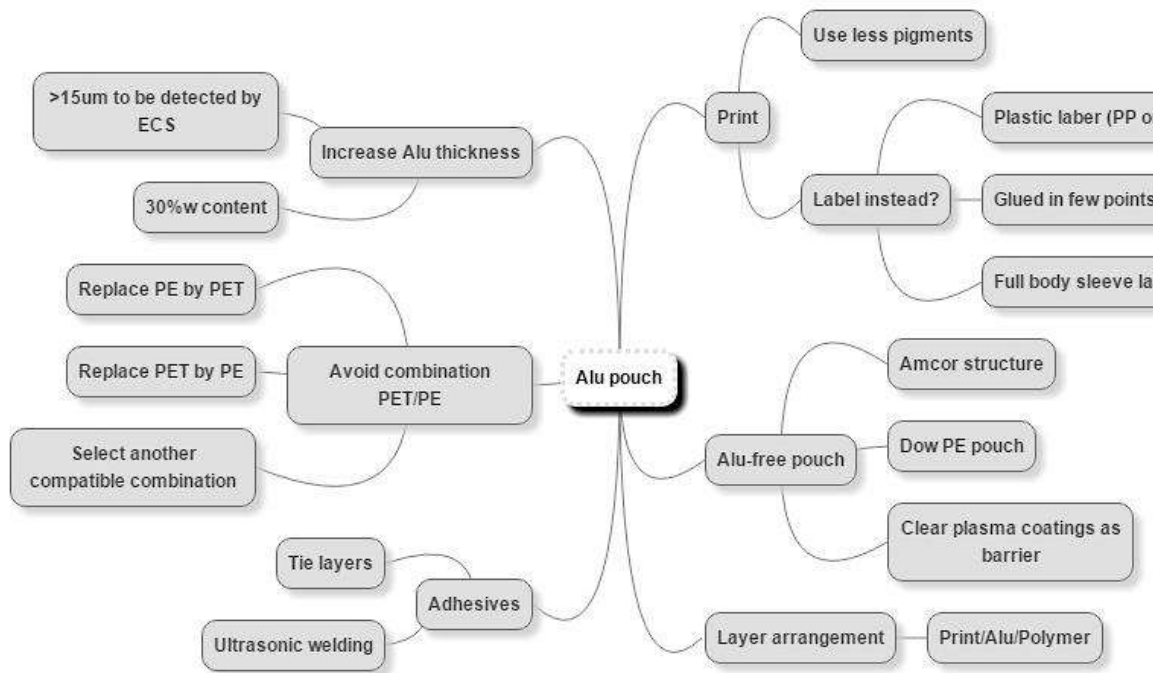 Use less pigments
>15um to be detected by
ECS
Print
Plastic laber (PP o
Increase Alu thickness
Label instead?
Glued in few points
30%w content
Full body sleeve la
Replace PE by PET
Replace PET by PE
Avoid combination
PET/PE
Alu pouch
Amcor structure
Select another
compatible combination
Alu-free pouch
Dow PE pouch
Clear plasma coatings as
barrier
Tie layers
Adhesives
Ultrasonic welding
Layer arrangement
Print/Alu/Polymer